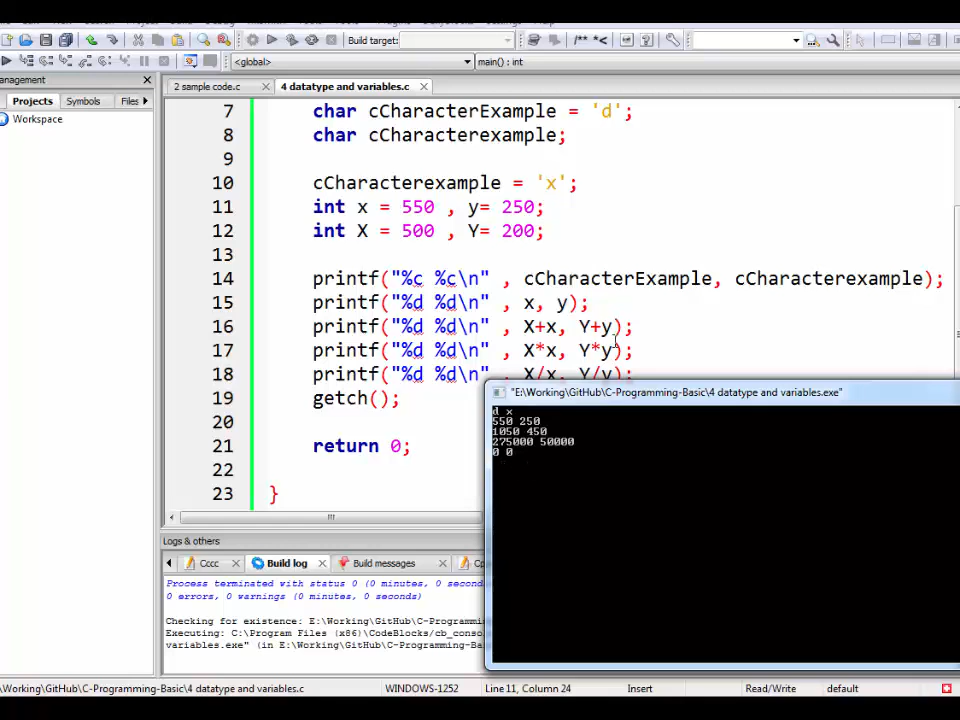 Build target:
<global>
main() : int
anagement
2 sample code.c
4 datatype and variables.c
Projects Symbols Files
Workspace
7 char cCharacterExample = 'd';
8 char cCharacterexample;
9
10 cCharacterexample = 'x';
11 int x = 550 , y= 250;
12 int X = 500 , Y= 200;
13
14 printf("%c %c\n" , cCharacterExample, cCharacterexample);
15 printf("%d %d\n" , x, y);
16 printf("%d %d\n" , X+x, Y+y);
17 printf("%d %d\n" , X*x, Y*y);
18 printf("%d %d\n" , X/x, Y/y);
19 getch();
20
21 return 0;
22
23 }
"E:\Working\GitHub\C-Programming-Basic\4 datatype and variables.exe"
d x
550 250
1050 450
275000 50000
0 0
Logs & others
Cccc Build log Build messages
Process terminated with status 0 (0 minutes, 0 second
0 errors, 0 warnings (0 minutes, 0 seconds)
Checking for existence: E:\Working\GitHub\C-Programmin
Executing: C:\Program Files (x86)\CodeBlocks/cb_conso
variables.exe" (in E:\Working\GitHub\C-Programming-Ba
\Working\GitHub\C-Programming-Basic\4 datatype and variables.c
WINDOWS-1252
Line 11, Column 24
Insert
Read/Write
default